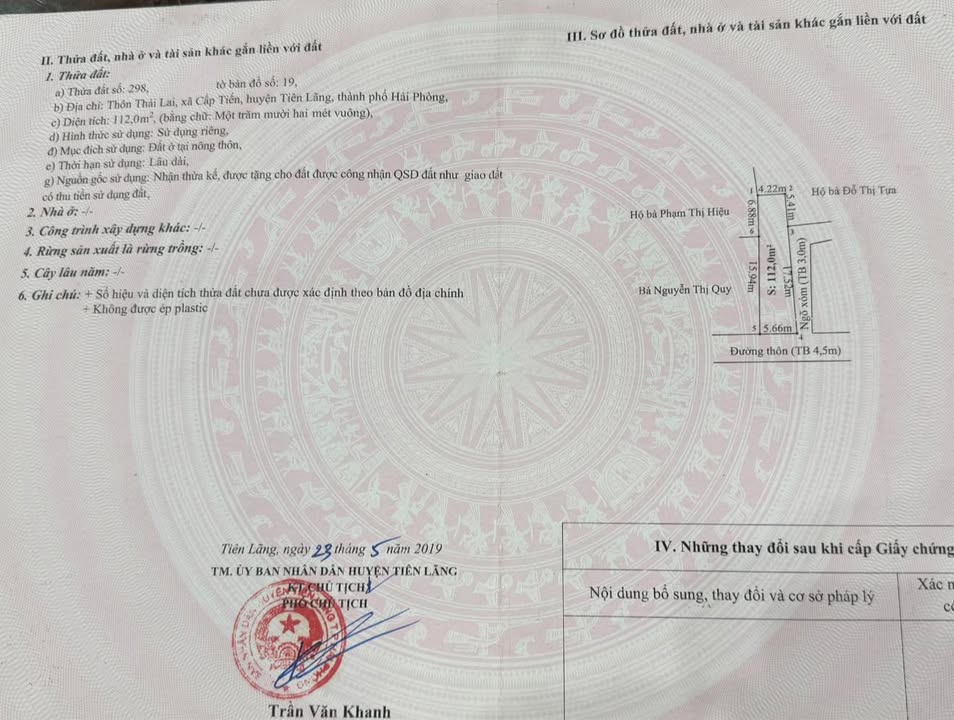 II. Thửa đất, nhà ở và tài sản khác gắn liền với đất
1. Thửa đất:
a) Thửa đất số: 298, tờ bản đồ số: 19,
b) Địa chỉ: Thôn Thái Lai, xã Cấp Tiến, huyện Tiên Lãng, thành phố Hải Phòng,
c) Diện tích: 112,0m², (bằng chữ: Một trăm mười hai mét vuông),
d) Hình thức sử dụng: Sử dụng riêng,
đ) Mục đích sử dụng: Đất ở tại nông thôn,
e) Thời hạn sử dụng: Lâu dài,
g) Nguồn gốc sử dụng: Nhận thừa kế, được tặng cho đất được công nhận QSD đất như giao đất
có thu tiền sử dụng đất,
2. Nhà ở: -/-
3. Công trình xây dựng khác: -/-
4. Rừng sản xuất là rừng trồng: -/-
5. Cây lâu năm: -/-
6. Ghi chú: + Số hiệu và diện tích thửa đất chưa được xác định theo bản đồ địa chính
+ Không được ép plastic
III. Sơ đồ thửa đất, nhà ở và tài sản khác gắn liền với đất
1 4.22m 2
Hộ bà Đỗ Thị Tựa
Hộ bà Phạm Thị Hiệu
6.88m
5.41m
6
3
Bà Nguyễn Thị Quy
15.94m
S: 112,0m²
17.52m
Ngõ xóm (TB 3,0m)
5 5.66m 4
Đường thôn (TB 4,5m)
Tiên Lãng, ngày 23 tháng 5 năm 2019
TM. ỦY BAN NHÂN DÂN HUYỆN TIÊN LÃNG
KT. CHỦ TỊCH
PHÓ CHỦ TỊCH
Trần Văn Khanh
IV. Những thay đổi sau khi cấp Giấy chứng
Nội dung bổ sung, thay đổi và cơ sở pháp lý
Xác n